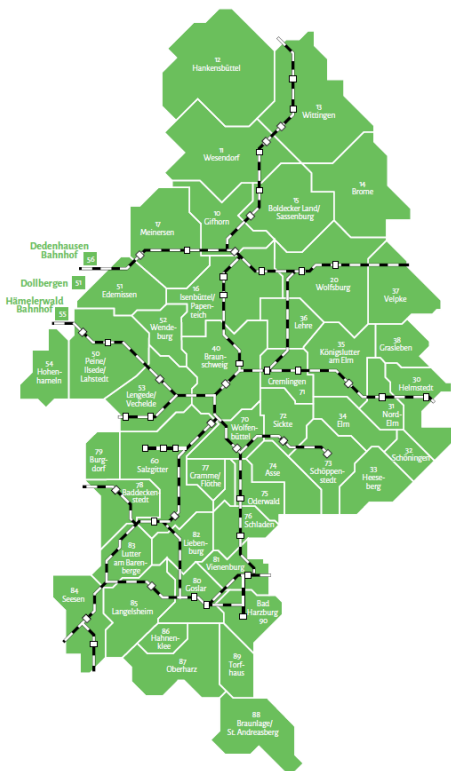 12
Hankensbüttel
13
Wittingen
11
Wesendorf
14
Brome
15
Boldecker Land/
Sassenburg
10
Gifhorn
17
Meinersen
Dedenhausen
Bahnhof
56
Dollbergen
51
Hämelerwald
Bahnhof
55
51
Edemissen
16
Isenbüttel/
Papen-
teich
20
Wolfsburg
37
Velpke
52
Wende-
burg
36
Lehre
35
Königslutter
am Elm
38
Grasleben
50
Peine/
Ilsede/
Lahstedt
54
Hohen-
hameln
40
Braun-
schweig
30
Helmstedt
Cremlingen
71
53
Lengede/
Vechelde
31
Nord-
Elm
70
Wolfen-
büttel
72
Sickte
34
Elm
32
Schöningen
79
Burg-
dorf
60
Salzgitter
77
Cramme/
Flöthe
74
Asse
73
Schöppen-
stedt
33
Heese-
berg
78
Baddecken-
stedt
75
Oderwald
76
Schladen
82
Lieben-
burg
83
Lutter
am Baren-
berge
81
Vienenburg
84
Seesen
85
Langelsheim
80
Goslar
Bad
Harzburg
90
86
Hahnen-
klee
87
Oberharz
89
Torf-
haus
88
Braunlage/
St. Andreasberg